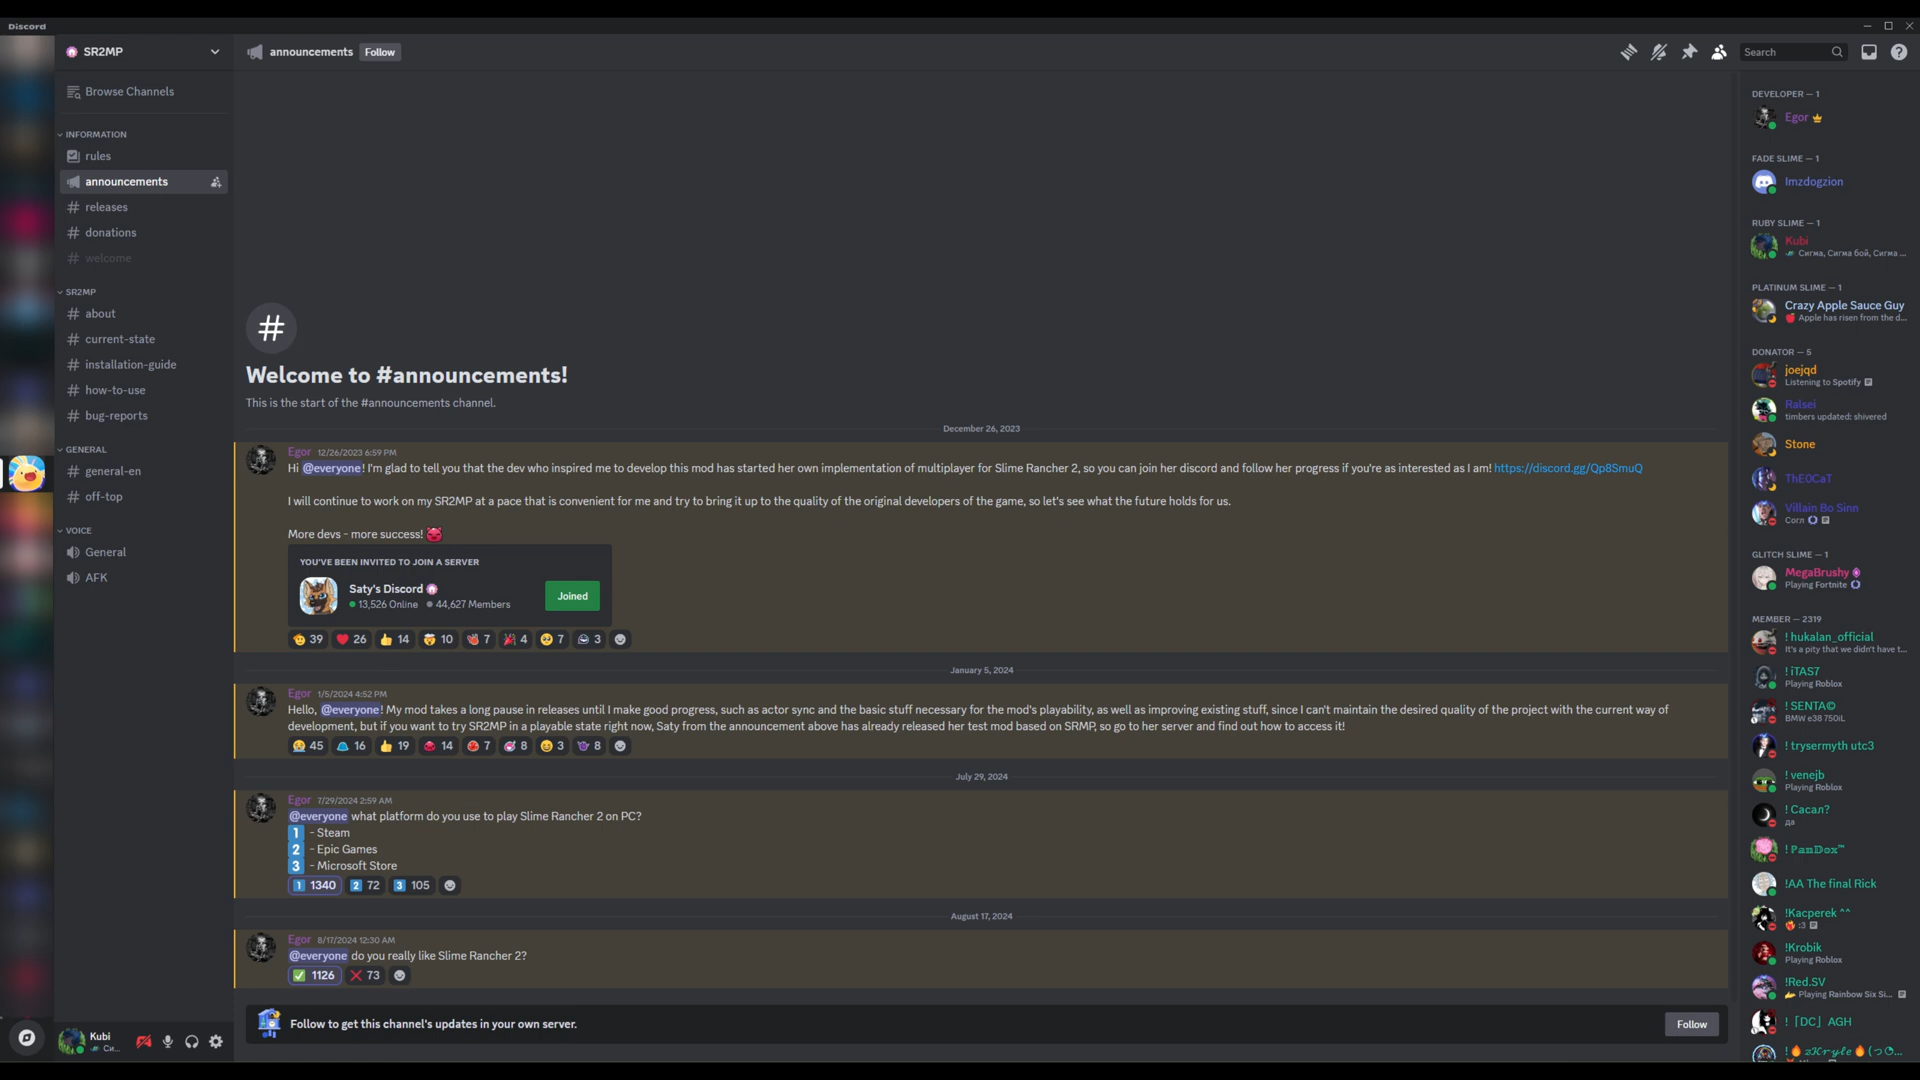 Discord
SR2MP
Browse Channels
INFORMATION
rules
announcements
releases
donations
welcome
SR2MP
about
current-state
installation-guide
how-to-use
bug-reports
GENERAL
general-en
off-top
VOICE
General
AFK
Kubi
Си...
announcements Follow
Search
Welcome to #announcements!
This is the start of the #announcements channel.
December 26, 2023
Egor 12/26/2023 6:59 PM
Hi @everyone! I'm glad to tell you that the dev who inspired me to develop this mod has started her own implementation of multiplayer for Slime Rancher 2, so you can join her discord and follow her progress if you're as interested as I am! https://discord.gg/Qp8SmuQ
I will continue to work on my SR2MP at a pace that is convenient for me and try to bring it up to the quality of the original developers of the game, so let's see what the future holds for us.
More devs - more success!
YOU'VE BEEN INVITED TO JOIN A SERVER
Saty's Discord
13,526 Online 44,627 Members
Joined
39 26 14 10 7 4 7 3
January 5, 2024
Egor 1/5/2024 4:52 PM
Hello, @everyone! My mod takes a long pause in releases until I make good progress, such as actor sync and the basic stuff necessary for the mod's playability, as well as improving existing stuff, since I can't maintain the desired quality of the project with the current way of
development, but if you want to try SR2MP in a playable state right now, Saty from the announcement above has already released her test mod based on SRMP, so go to her server and find out how to access it!
45 16 19 14 7 8 3 8
July 29, 2024
Egor 7/29/2024 2:59 AM
@everyone what platform do you use to play Slime Rancher 2 on PC?
1 - Steam
2 - Epic Games
3 - Microsoft Store
1 1340 2 72 3 105
August 17, 2024
Egor 8/17/2024 12:30 AM
@everyone do you really like Slime Rancher 2?
1126 73
Follow to get this channel's updates in your own server.
Follow
DEVELOPER — 1
Egor
FADE SLIME — 1
Imzdogzion
RUBY SLIME — 1
Kubi
Сигма, Сигма бой, Сигма ...
PLATINUM SLIME — 1
Crazy Apple Sauce Guy
Apple has risen from the d...
DONATOR — 5
joejqd
Listening to Spotify
Ralsei
timbers updated: shivered
Stone
ThE0CaT
Villain Bo Sinn
Согл
GLITCH SLIME — 1
MegaBrushy
Playing Fortnite
MEMBER — 2319
! hukalan_official
It's a pity that we didn't have t...
! iTAS7
Playing Roblox
! SENTA©
BMW e38 750iL
! trysermyth utc3
! venejb
Playing Roblox
! Сасал?
да
! ℙ𝕒𝕟𝔻𝕠𝕩™
!AA The final Rick
!Kacperek ^^
:3
!Krobik
Playing Roblox
!Red.SV
Playing Rainbow Six Si...
! 「DC」 AGH